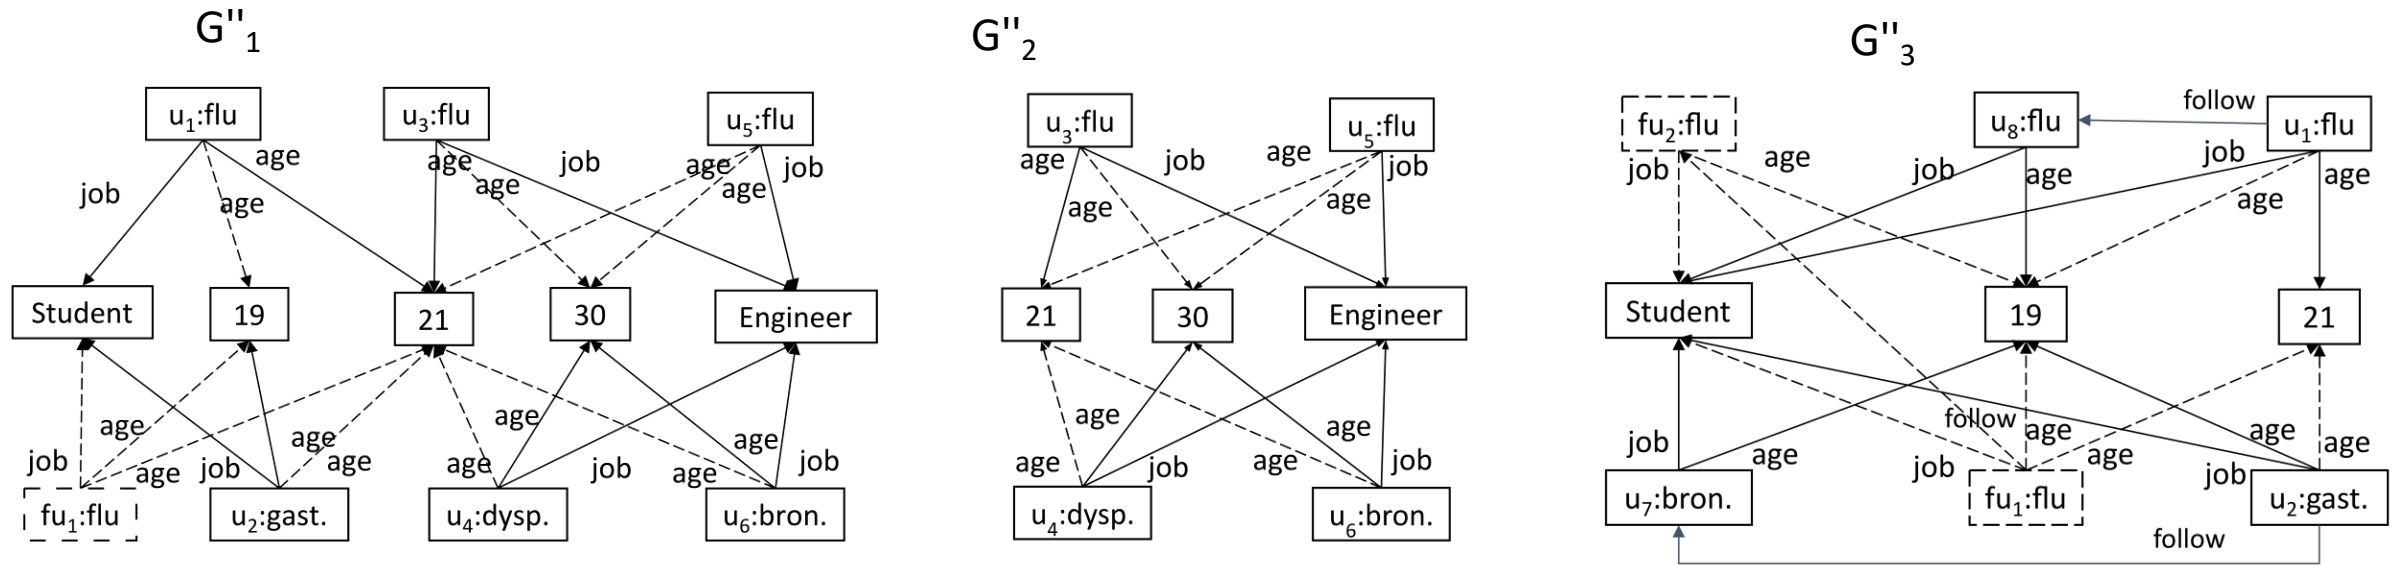 G''1
u1:flu
u3:flu
u5:flu
age
job
age
age
age
job
age
age
job
Student
19
21
30
Engineer
age
age
job
age
age
job
age
age
job
age
age
job
fu1:flu
u2:gast.
u4:dysp.
u6:bron.
G''2
u3:flu
u5:flu
age
job
age
job
age
age
21
30
Engineer
age
age
age
job
age
job
u4:dysp.
u6:bron.
G''3
fu2:flu
u8:flu
follow
u1:flu
job
age
job
age
job
age
age
Student
19
21
follow
job
age
age
age
job
age
age
job
u7:bron.
fu1:flu
u2:gast.
follow